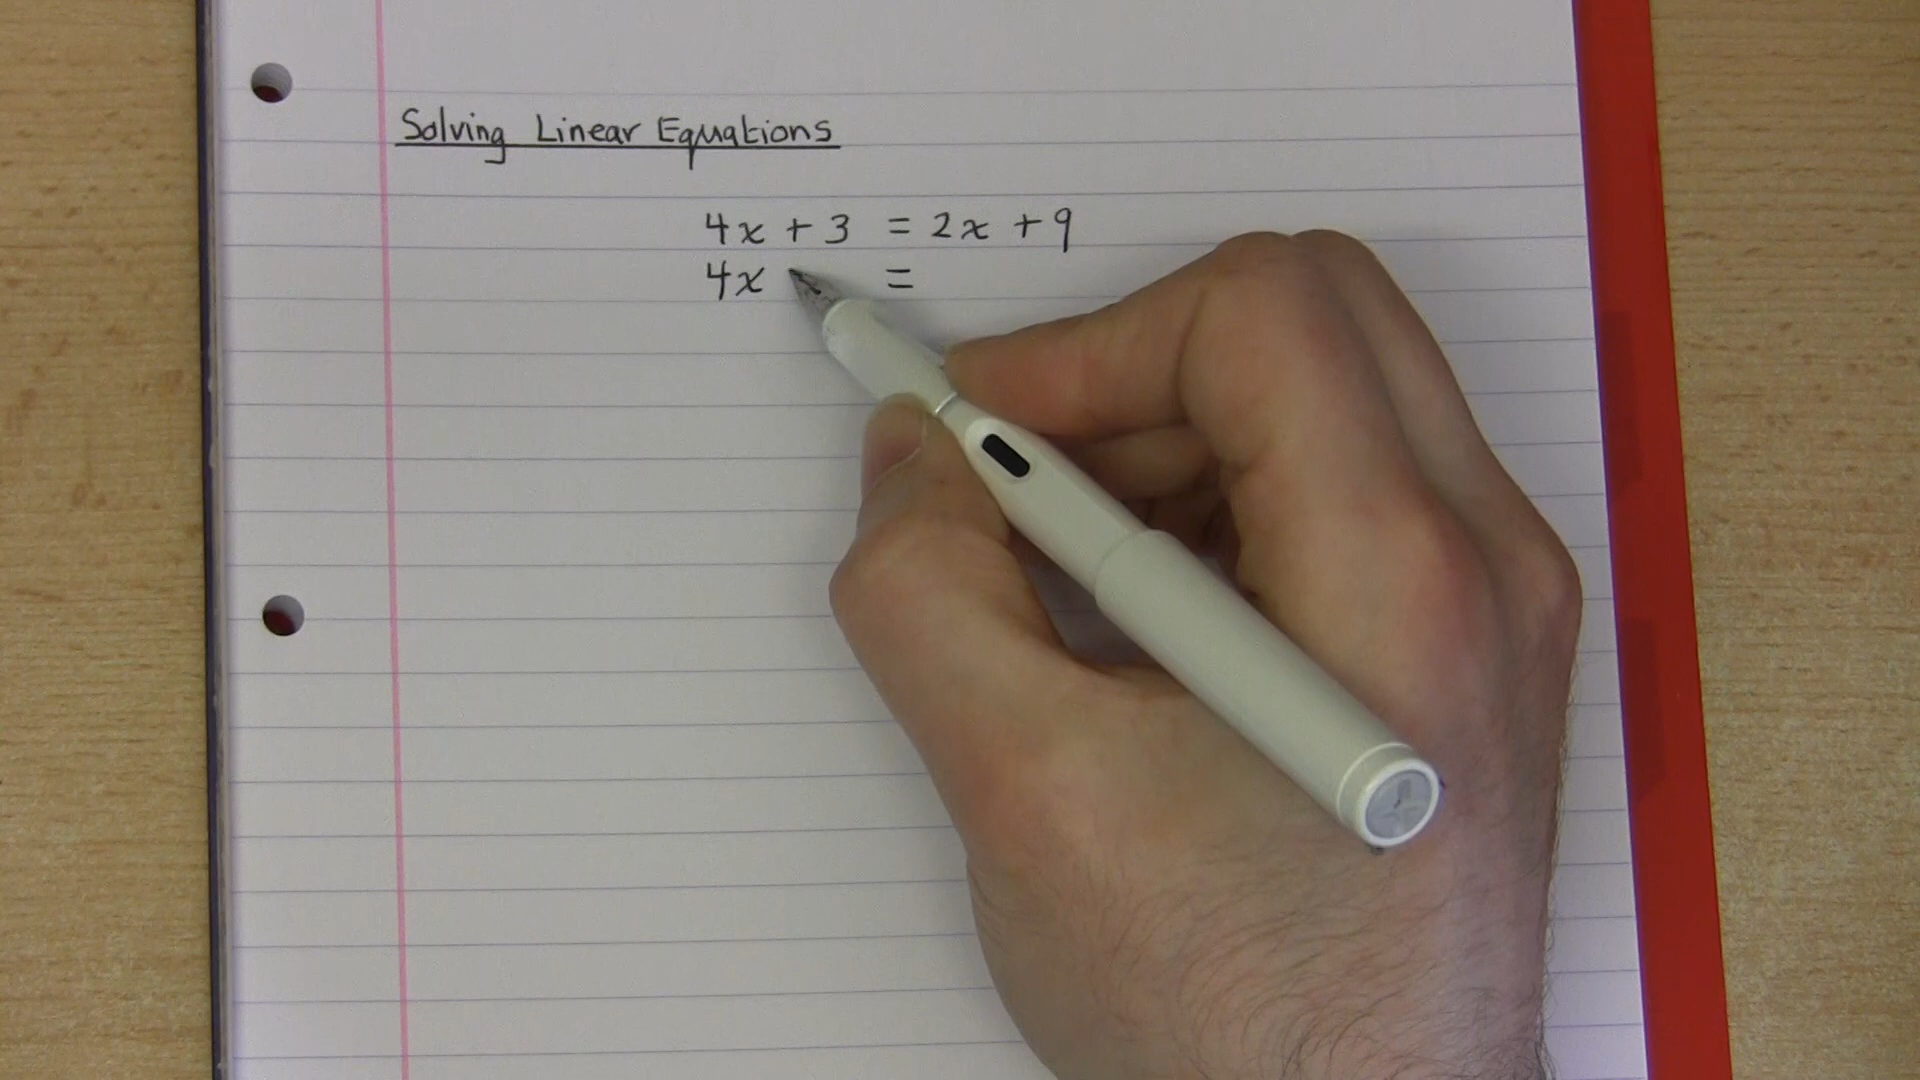 Solving Linear Equations
4x + 3 = 2x + 9
4x =